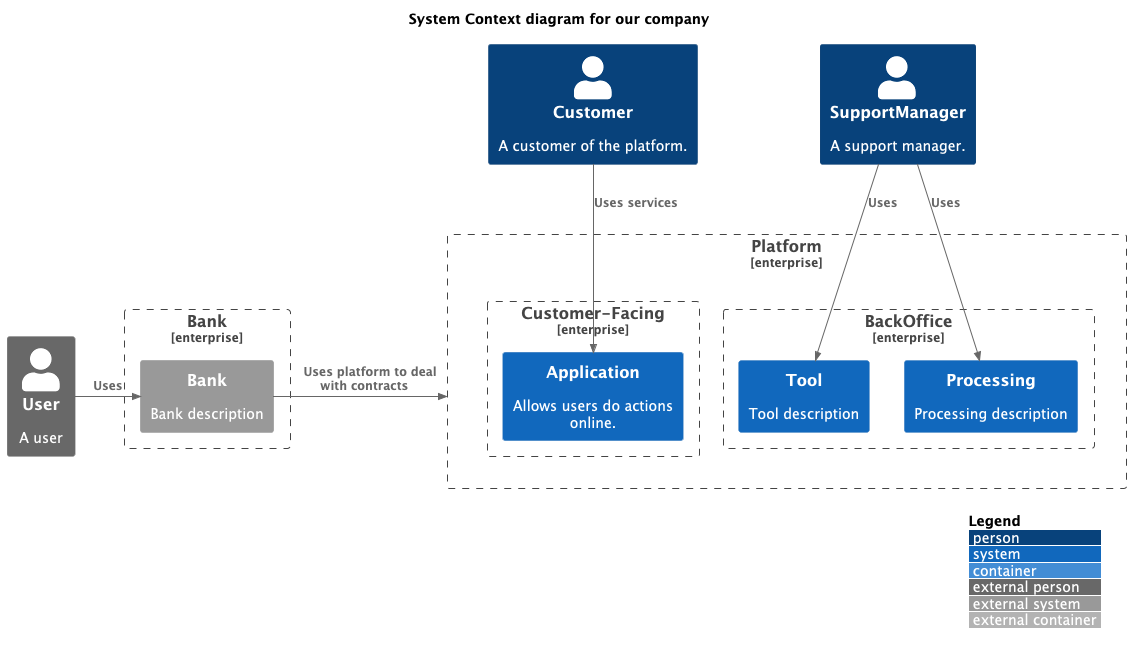 System Context diagram for our company
Customer
A customer of the platform.
SupportManager
A support manager.
Uses services
Uses
Uses
Platform
[enterprise]
Customer-Facing
[enterprise]
Application
Allows users do actions
online.
BackOffice
[enterprise]
Tool
Tool description
Processing
Processing description
Bank
[enterprise]
Bank
Bank description
User
A user
Uses
Uses platform to deal
with contracts
Legend
person
system
container
external person
external system
external container